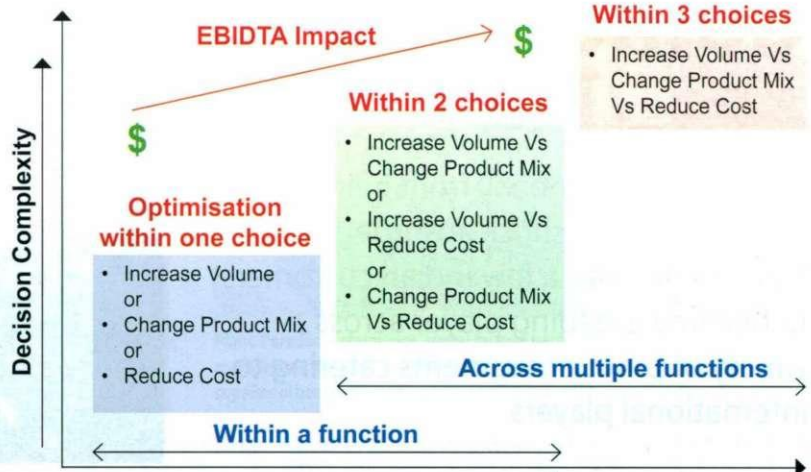 Within 3 choices
• Increase Volume Vs
Change Product Mix
Vs Reduce Cost
EBIDTA Impact
$
$
Within 2 choices
• Increase Volume Vs
Change Product Mix
or
• Increase Volume Vs
Reduce Cost
or
• Change Product Mix
Vs Reduce Cost
Optimisation
within one choice
• Increase Volume
or
• Change Product Mix
or
• Reduce Cost
Decision Complexity
Across multiple functions
Within a function
international players